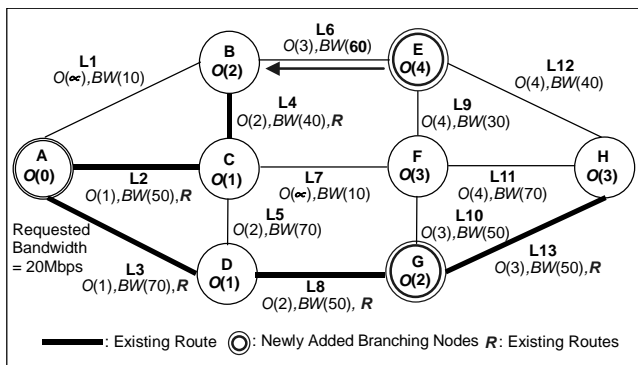 L6
O(3),BW(60)
L1
O(∝),BW(10)
B
O(2)
E
O(4)
L12
O(4),BW(40)
L4
O(2),BW(40),R
L9
O(4),BW(30)
A
O(0)
L2
O(1),BW(50),R
C
O(1)
L7
O(∝),BW(10)
F
O(3)
L11
O(4),BW(70)
H
O(3)
Requested
Bandwidth
= 20Mbps
L5
O(2),BW(70)
L10
O(3),BW(50)
L3
O(1),BW(70),R
D
O(1)
L8
O(2),BW(50), R
G
O(2)
L13
O(3),BW(50),R
: Existing Route
: Newly Added Branching Nodes
R: Existing Routes